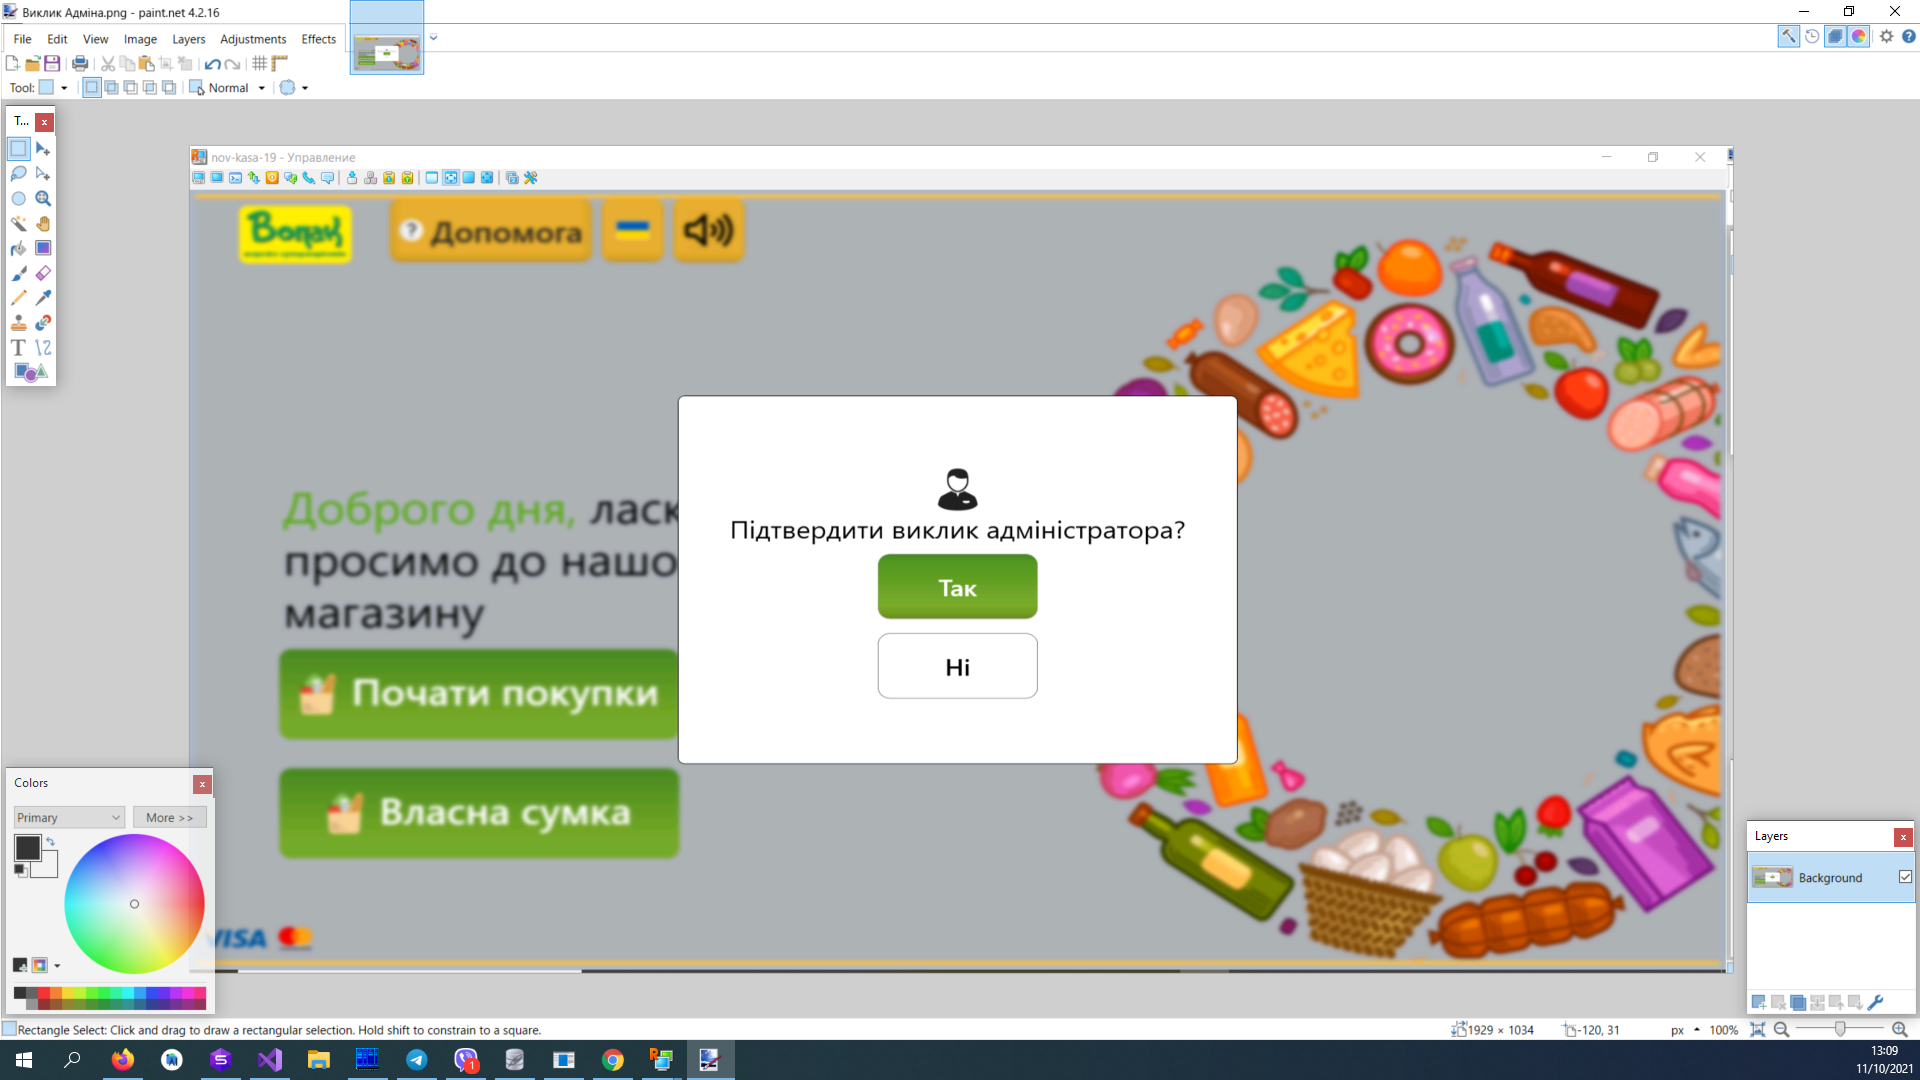 Виклик Адміна.png - paint.net 4.2.16
File Edit View Image Layers Adjustments Effects
Tool: Normal
T...
nov-kasa-19 - Управление
Вопак
? Допомога
Доброго дня, ласк
просимо до нашо
магазину
Почати покупки
Власна сумка
VISA
Підтвердити виклик адміністратора?
Так
Ні
Colors
Primary More >>
Layers
Background
Rectangle Select: Click and drag to draw a rectangular selection. Hold shift to constrain to a square.
1929 × 1034 -120, 31 px 100%
1
13:09
11/10/2021